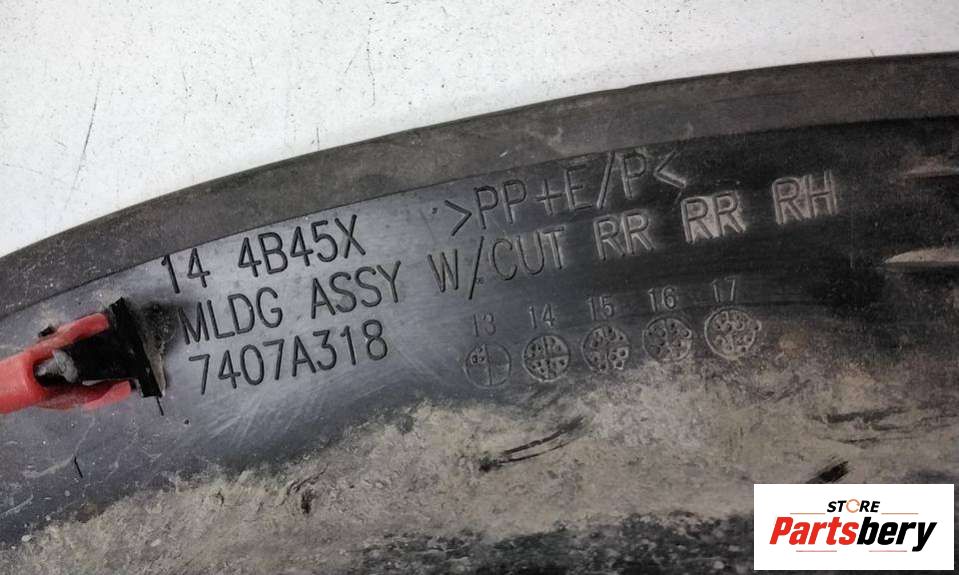 14 4B45X >PP+E/P<
MLDG ASSY W/CUT RR RR RH
7407A318
13 14 15 16 17
STORE
Partsbery